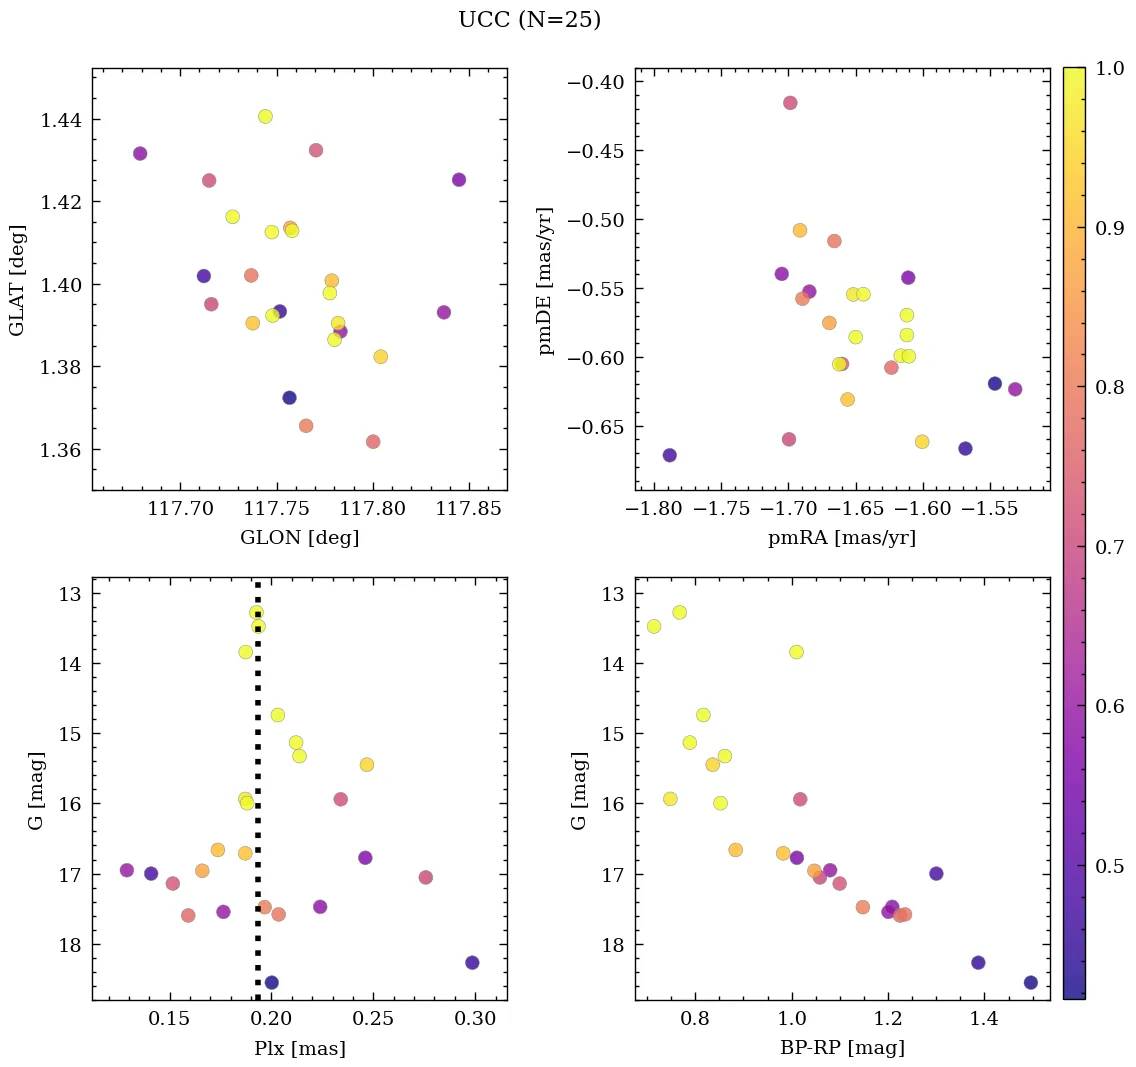 UCC (N=25)
1.44
1.42
1.40
1.38
1.36
GLAT [deg]
117.70 117.75 117.80 117.85
GLON [deg]
−0.40
−0.45
−0.50
−0.55
−0.60
−0.65
pmDE [mas/yr]
−1.80 −1.75 −1.70 −1.65 −1.60 −1.55
pmRA [mas/yr]
13
14
15
16
17
18
G [mag]
0.15 0.20 0.25 0.30
Plx [mas]
13
14
15
16
17
18
G [mag]
0.8 1.0 1.2 1.4
BP-RP [mag]
1.0
0.9
0.8
0.7
0.6
0.5